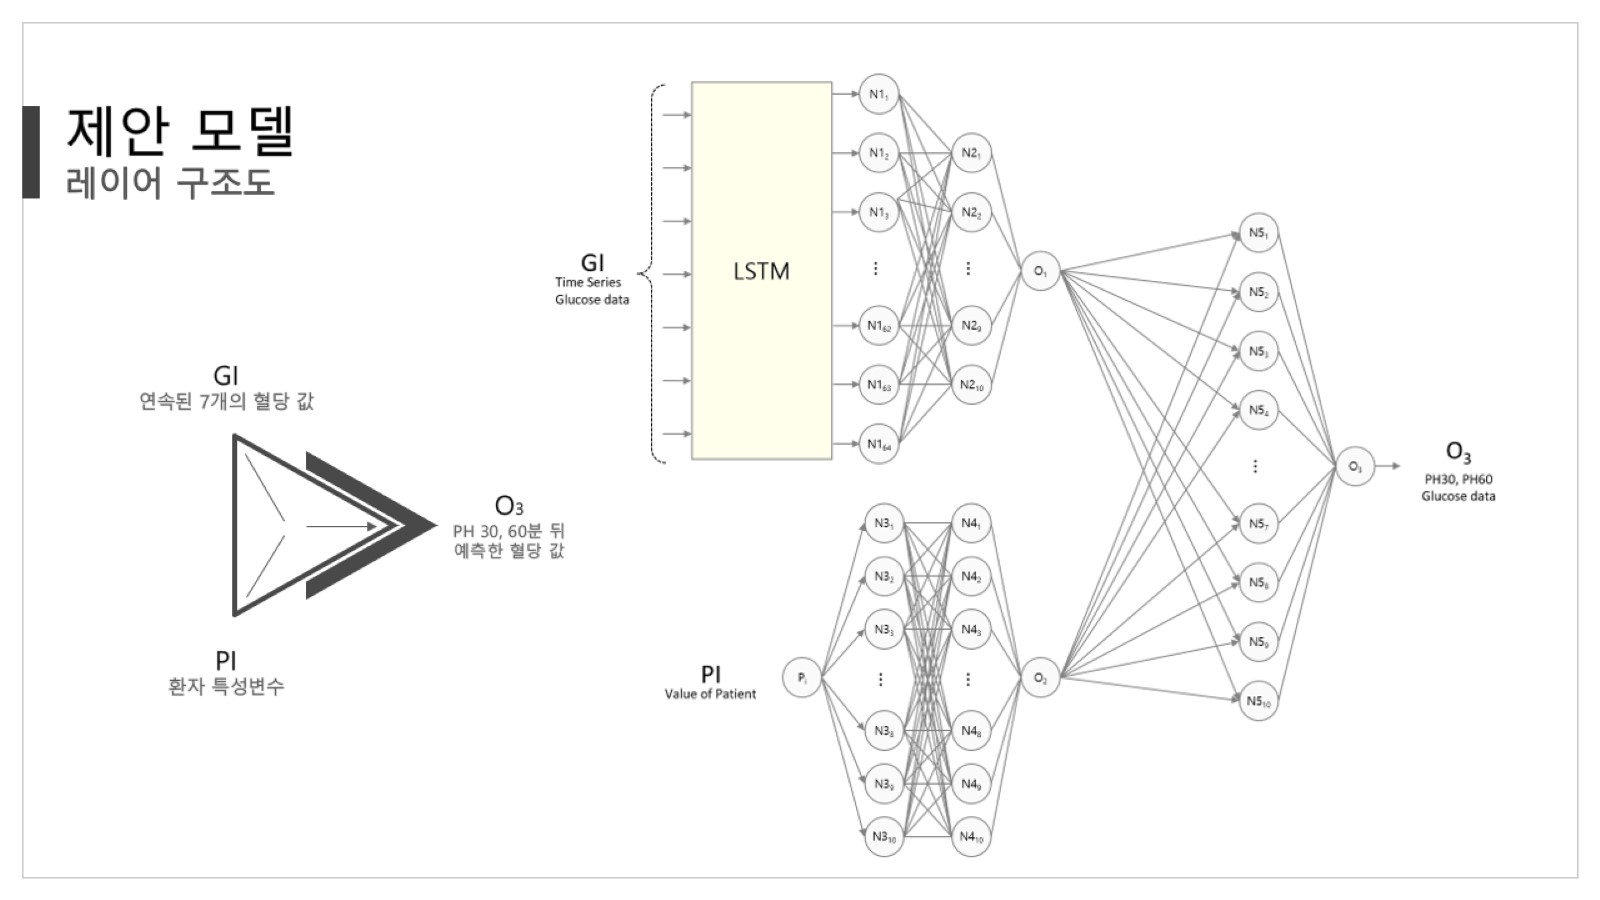 제안 모델
레이어 구조도
GI
연속된 7개의 혈당 값
O₃
PH 30, 60분 뒤
예측한 혈당 값
PI
환자 특성변수
GI
Time Series
Glucose data
LSTM
N1₁
N1₂
N1₃
⋮
N1₆₂
N1₆₃
N1₆₄
N2₁
N2₂
⋮
N2₉
N2₁₀
O₁
PI
Value of Patient
Pᵢ
N3₁
N3₂
N3₃
⋮
N3₈
N3₉
N3₁₀
N4₁
N4₂
N4₃
⋮
N4₈
N4₉
N4₁₀
O₂
N5₁
N5₂
N5₃
N5₄
⋮
N5₇
N5₈
N5₉
N5₁₀
O₃
O₃
PH30, PH60
Glucose data